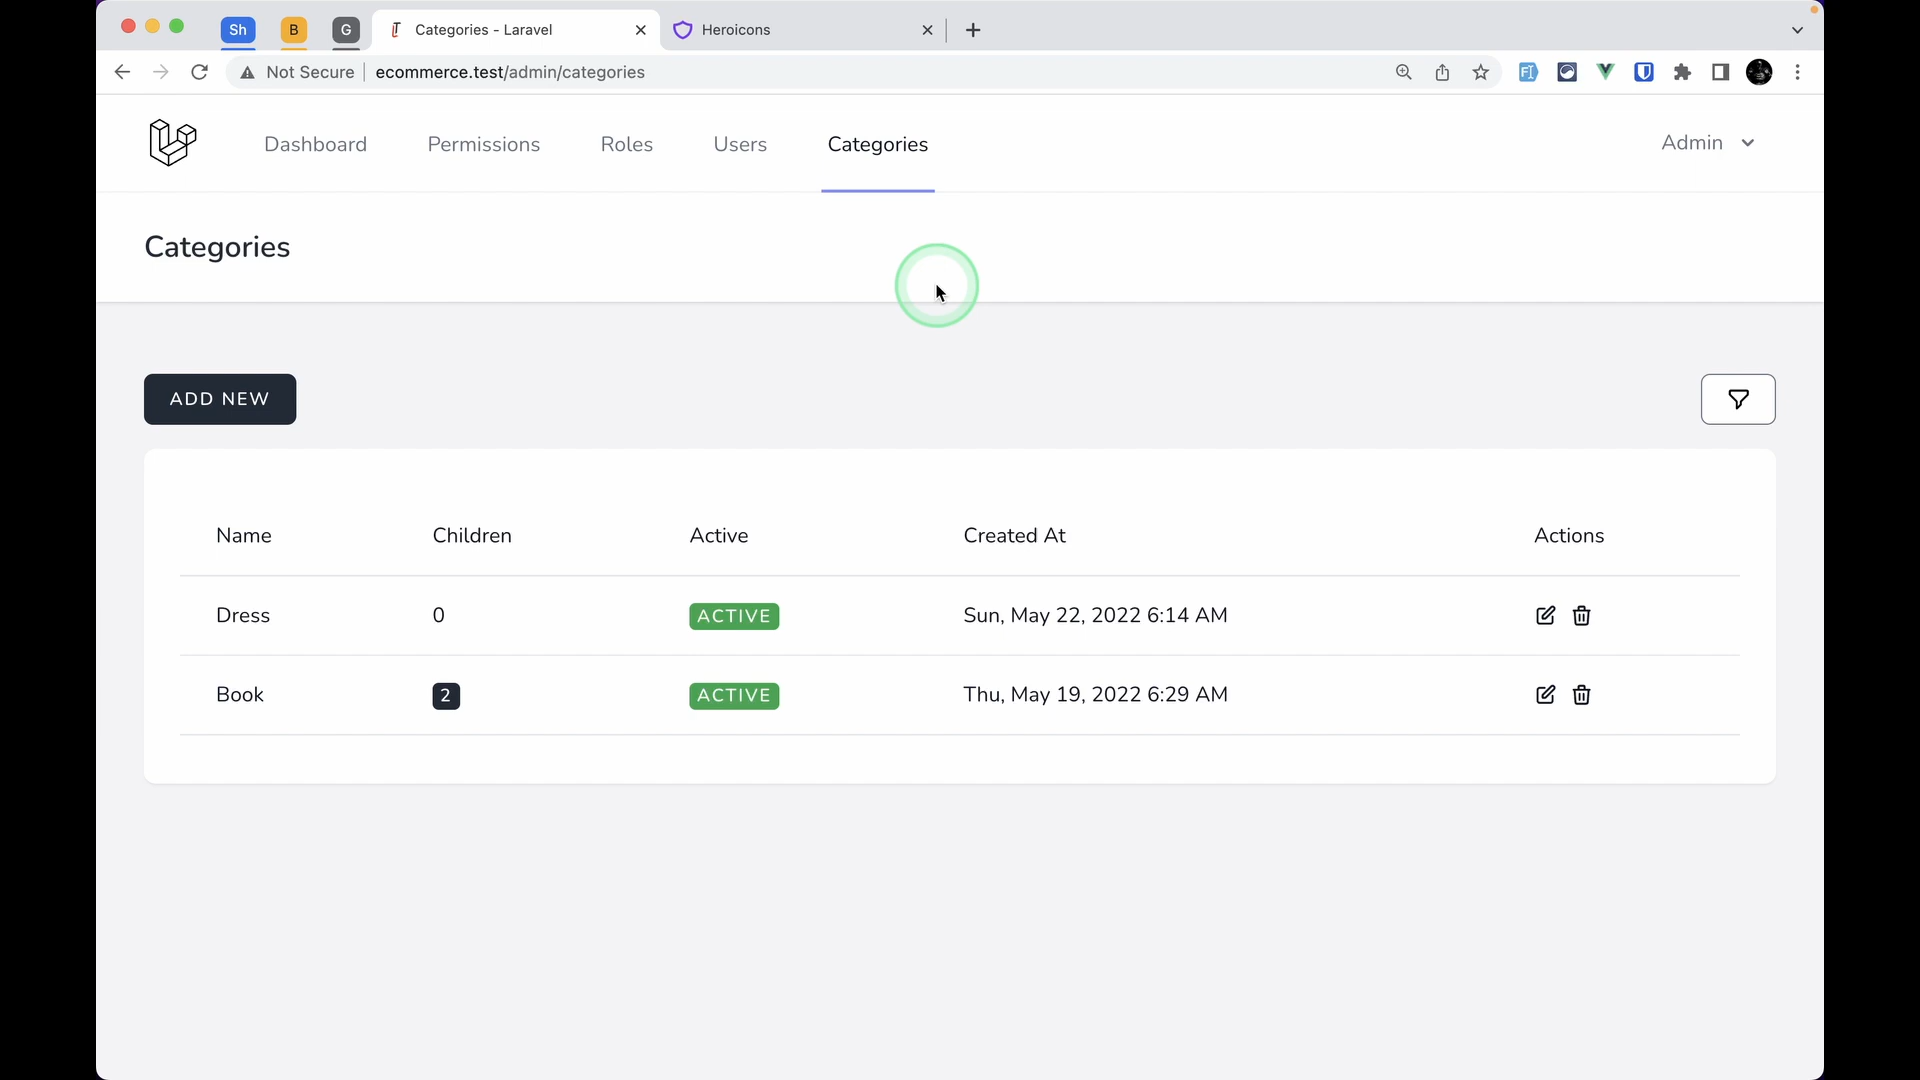 Sh B G Categories - Laravel Heroicons
Not Secure ecommerce.test/admin/categories
Dashboard Permissions Roles Users Categories Admin
Categories
ADD NEW
Name Children Active Created At Actions
Dress 0 ACTIVE Sun, May 22, 2022 6:14 AM
Book 2 ACTIVE Thu, May 19, 2022 6:29 AM